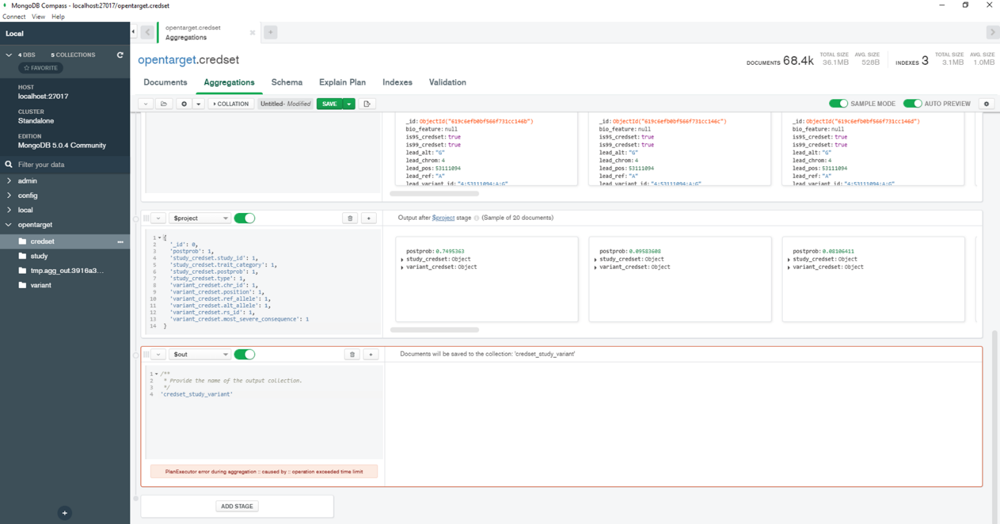 MongoDB Compass - localhost:27017/opentarget.credset
Connect View Help
Local
4 DBS 5 COLLECTIONS
FAVORITE
HOST
localhost:27017
CLUSTER
Standalone
EDITION
MongoDB 5.0.4 Community
Filter your data
admin
config
local
opentarget
credset
study
tmp.agg_out.3916a3...
variant
opentarget.credset
Aggregations
opentarget.credset
DOCUMENTS 68.4k TOTAL SIZE 36.1MB AVG. SIZE 528B INDEXES 3 TOTAL SIZE 3.1MB AVG. SIZE 1.0MB
Documents Aggregations Schema Explain Plan Indexes Validation
COLLATION Untitled- Modified SAVE SAMPLE MODE AUTO PREVIEW
_id:ObjectId("619c6efb0bf566f731cc146b")
bio_feature:null
is95_credset:true
is99_credset:true
lead_alt:"G"
lead_chrom:4
lead_pos:53111094
lead_ref:"A"
lead_variant_id:"4:53111094:A:G"
_id:ObjectId("619c6efb0bf566f731cc146c")
bio_feature:null
is95_credset:true
is99_credset:true
lead_alt:"G"
lead_chrom:4
lead_pos:53111094
lead_ref:"A"
lead_variant_id:"4:53111094:A:G"
_id:ObjectId("619c6efb0bf566f731cc146d")
bio_feature:null
is95_credset:true
is99_credset:true
lead_alt:"G"
lead_chrom:4
lead_pos:53111094
lead_ref:"A"
lead_variant_id:"4:53111094:A:G"
$project
Output after $project stage (Sample of 20 documents)
1 {
2 '_id': 0,
3 'postprob': 1,
4 'study_credset.study_id': 1,
5 'study_credset.trait_category': 1,
6 'study_credset.postprob': 1,
7 'study_credset.type': 1,
8 'variant_credset.chr_id': 1,
9 'variant_credset.position': 1,
10 'variant_credset.ref_allele': 1,
11 'variant_credset.alt_allele': 1,
12 'variant_credset.rs_id': 1,
13 'variant_credset.most_severe_consequence': 1
14 }
postprob:0.7495363
study_credset:Object
variant_credset:Object
postprob:0.09583608
study_credset:Object
variant_credset:Object
postprob:0.08106411
study_credset:Object
variant_credset:Object
$out
Documents will be saved to the collection: 'credset_study_variant'
1 /**
2 * Provide the name of the output collection.
3 */
4 'credset_study_variant'
PlanExecutor error during aggregation :: caused by :: operation exceeded time limit
ADD STAGE